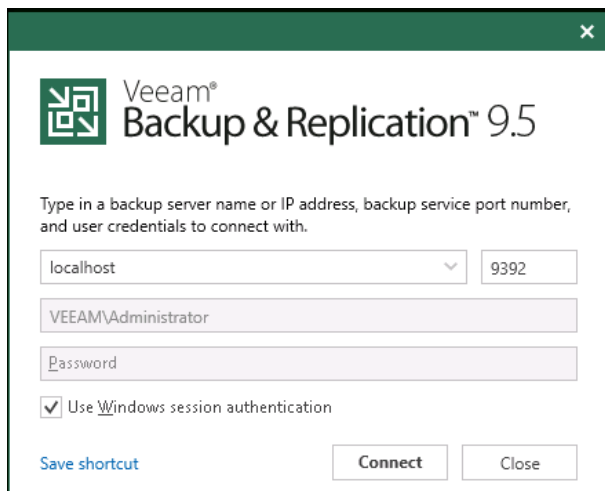 Veeam®
Backup & Replication™ 9.5
Type in a backup server name or IP address, backup service port number,
and user credentials to connect with.
localhost 9392
VEEAM\Administrator
Password
Use Windows session authentication
Save shortcut Connect Close